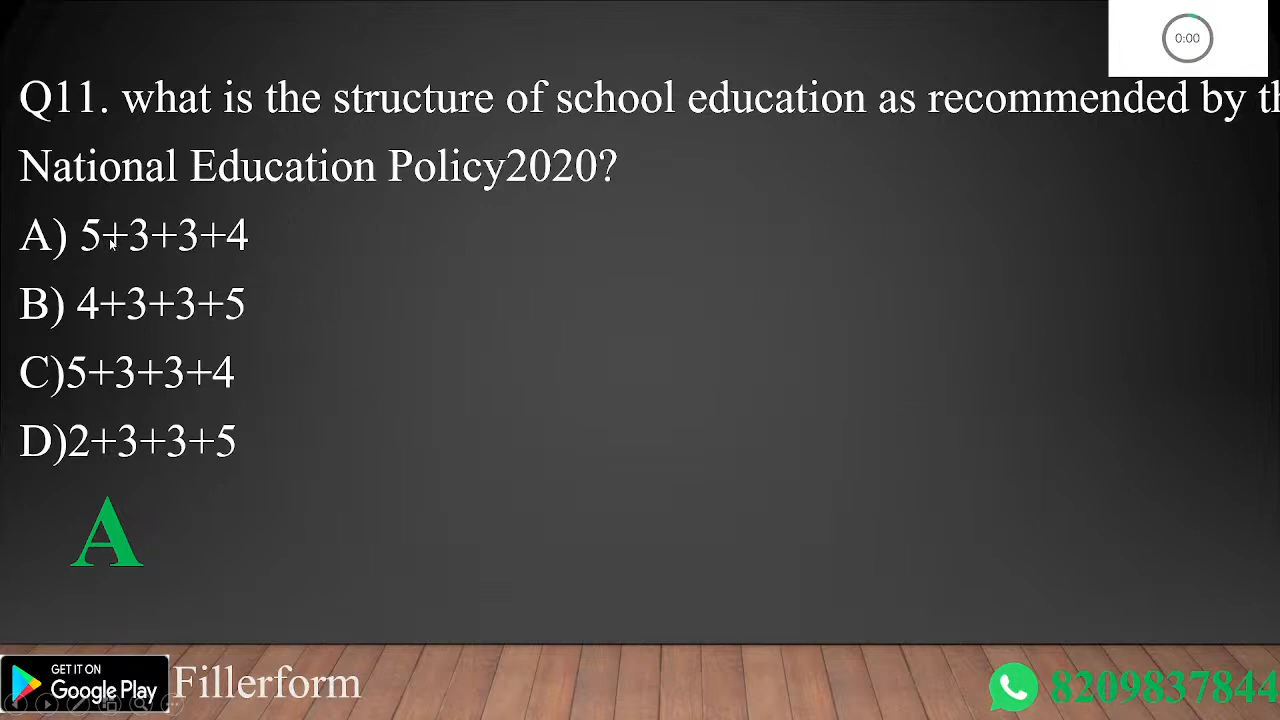 0:00
Q11. what is the structure of school education as recommended by th
National Education Policy2020?
A) 5+3+3+4
B) 4+3+3+5
C)5+3+3+4
D)2+3+3+5
A
GET IT ON
Google Play
Fillerform
8209837844